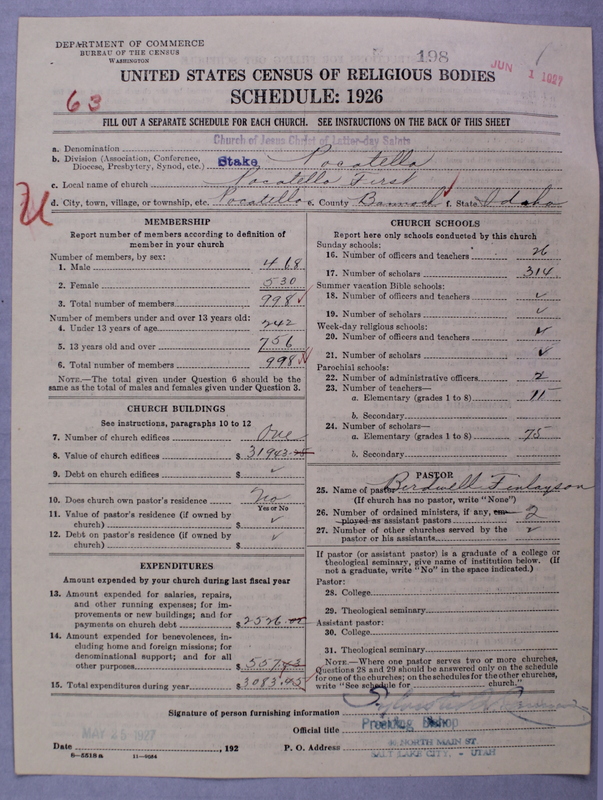 DEPARTMENT OF COMMERCE
BUREAU OF THE CENSUS
WASHINGTON
198
1
JUN 1 1927
UNITED STATES CENSUS OF RELIGIOUS BODIES
63
SCHEDULE: 1926
FILL OUT A SEPARATE SCHEDULE FOR EACH CHURCH. SEE INSTRUCTIONS ON THE BACK OF THIS SHEET
Church of Jesus Christ of Latter-day Saints
a. Denomination
b. Division (Association, Conference, Diocese, Presbytery, Synod, etc.) Stake Pocatello
c. Local name of church Pocatello First
d. City, town, village, or township, etc. Pocatello e. County Bannock f. State Idaho
MEMBERSHIP
Report number of members according to definition of member in your church
Number of members, by sex:
1. Male 468
2. Female 530
3. Total number of members 998
Number of members under and over 13 years old:
4. Under 13 years of age 242
5. 13 years old and over 756
6. Total number of members 998
NOTE.—The total given under Question 6 should be the same as the total of males and females given under Question 3.
CHURCH BUILDINGS
See instructions, paragraphs 10 to 12
7. Number of church edifices One
8. Value of church edifices $ 31943
9. Debt on church edifices $ ✓
10. Does church own pastor's residence No
Yes or No
11. Value of pastor's residence (if owned by church) $ ✓
12. Debt on pastor's residence (if owned by church) $ ✓
EXPENDITURES
Amount expended by your church during last fiscal year
13. Amount expended for salaries, repairs, and other running expenses; for improvements or new buildings; and for payments on church debt $ 2526.02
14. Amount expended for benevolences, including home and foreign missions; for denominational support; and for all other purposes $ 557.43
15. Total expenditures during year $ 3083.45
CHURCH SCHOOLS
Report here only schools conducted by this church
Sunday schools:
16. Number of officers and teachers 26
17. Number of scholars 314
Summer vacation Bible schools:
18. Number of officers and teachers ✓
19. Number of scholars ✓
Week-day religious schools:
20. Number of officers and teachers ✓
21. Number of scholars ✓
Parochial schools:
22. Number of administrative officers 2
23. Number of teachers—
a. Elementary (grades 1 to 8) 11
b. Secondary
24. Number of scholars—
a. Elementary (grades 1 to 8) 75
b. Secondary
PASTOR
25. Name of pastor Berdwell Finlayson
(If church has no pastor, write "None")
26. Number of ordained ministers, if any, employed as assistant pastors 2
27. Number of other churches served by the pastor or his assistants ✓
If pastor (or assistant pastor) is a graduate of a college or theological seminary, give name of institution below. (If not a graduate, write "No" in the space indicated.)
Pastor:
28. College
29. Theological seminary
Assistant pastor:
30. College
31. Theological seminary
NOTE.—Where one pastor serves two or more churches, Questions 28 and 29 should be answered only on the schedule for one of the churches; on the schedules for the other churches, write "See schedule for church."
Signature of person furnishing information
Official title Presiding Bishop
MAY 25 1927
Date , 192 P. O. Address 40 NORTH MAIN ST.
SALT LAKE CITY, - UTAH
6—5518a 11—9084